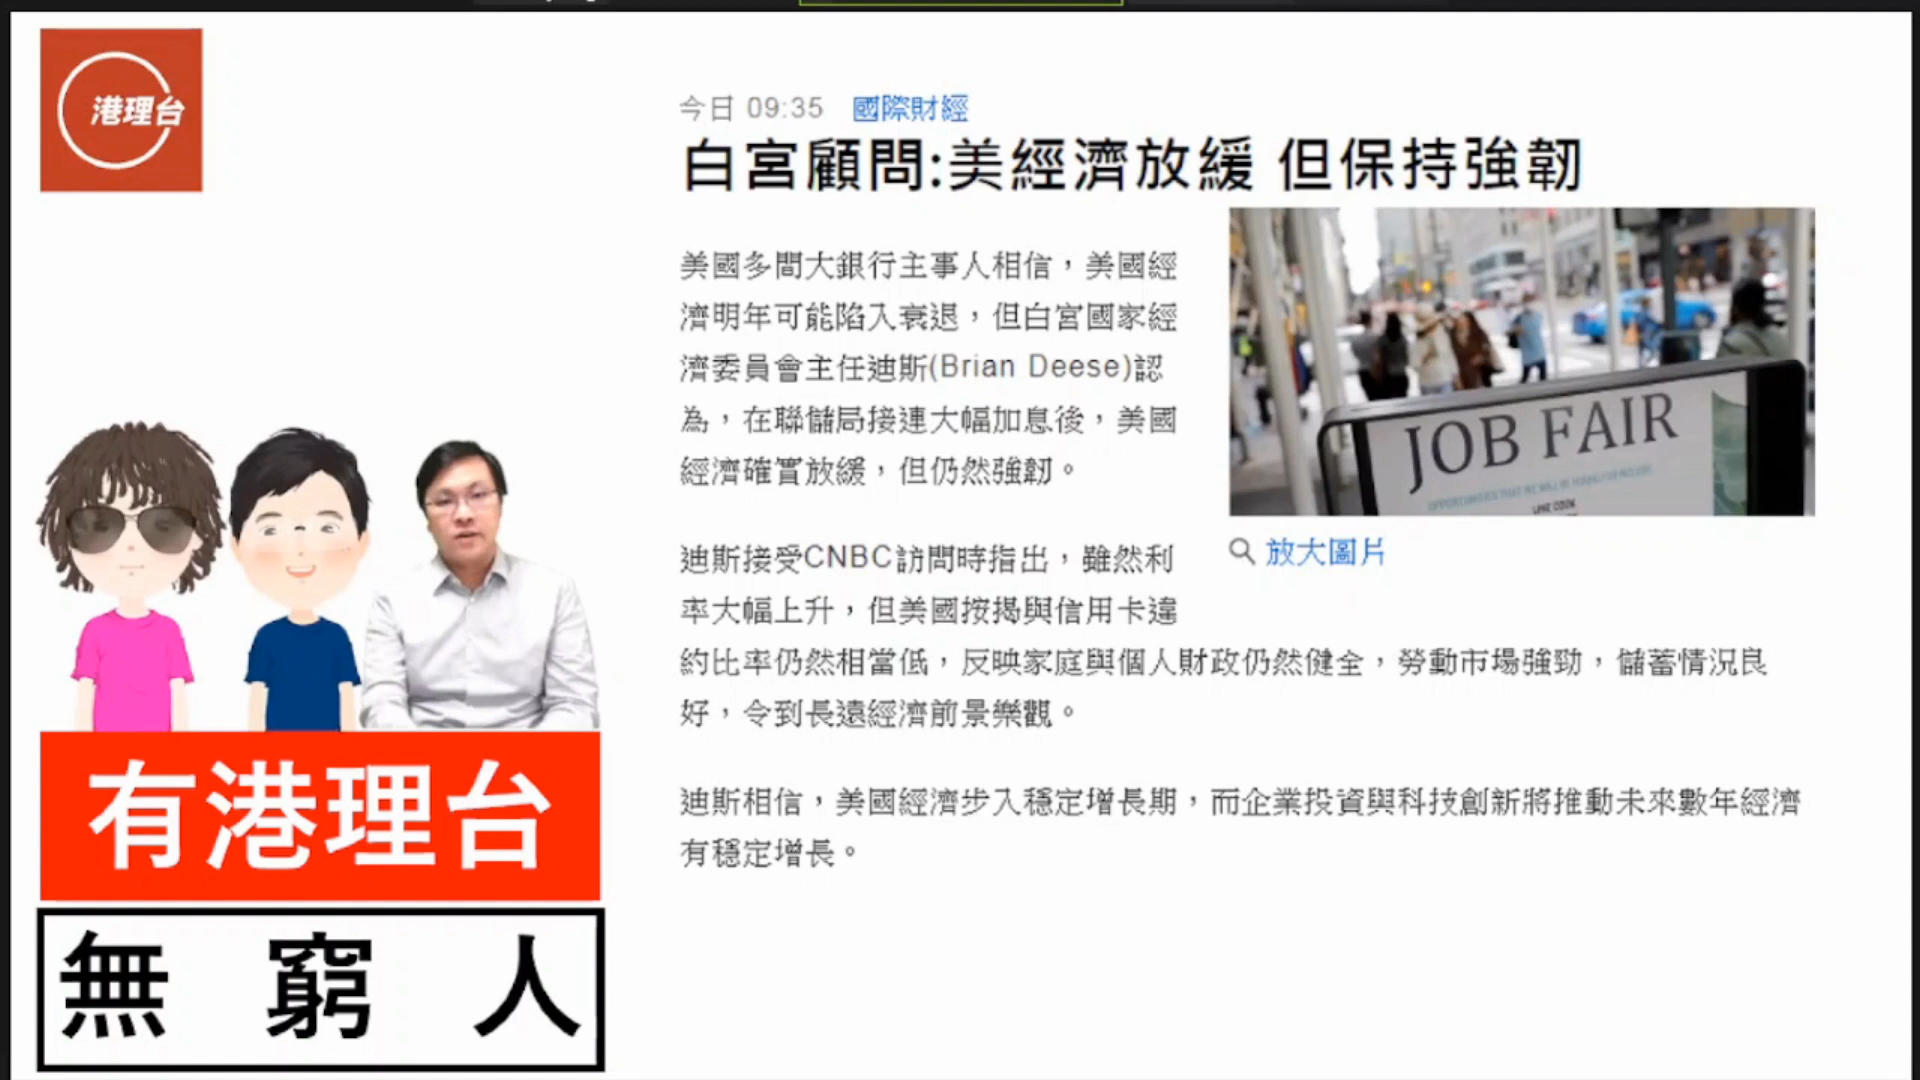 港理台
今日 09:35 國際財經
白宮顧問:美經濟放緩 但保持強韌
美國多間大銀行主事人相信，美國經
濟明年可能陷入衰退，但白宮國家經
濟委員會主任迪斯(Brian Deese)認
為，在聯儲局接連大幅加息後，美國
經濟確實放緩，但仍然強韌。
JOB FAIR
放大圖片
迪斯接受CNBC訪問時指出，雖然利
率大幅上升，但美國按揭與信用卡違
約比率仍然相當低，反映家庭與個人財政仍然健全，勞動市場強勁，儲蓄情況良
好，令到長遠經濟前景樂觀。
迪斯相信，美國經濟步入穩定增長期，而企業投資與科技創新將推動未來數年經濟
有穩定增長。
有港理台
無 窮 人